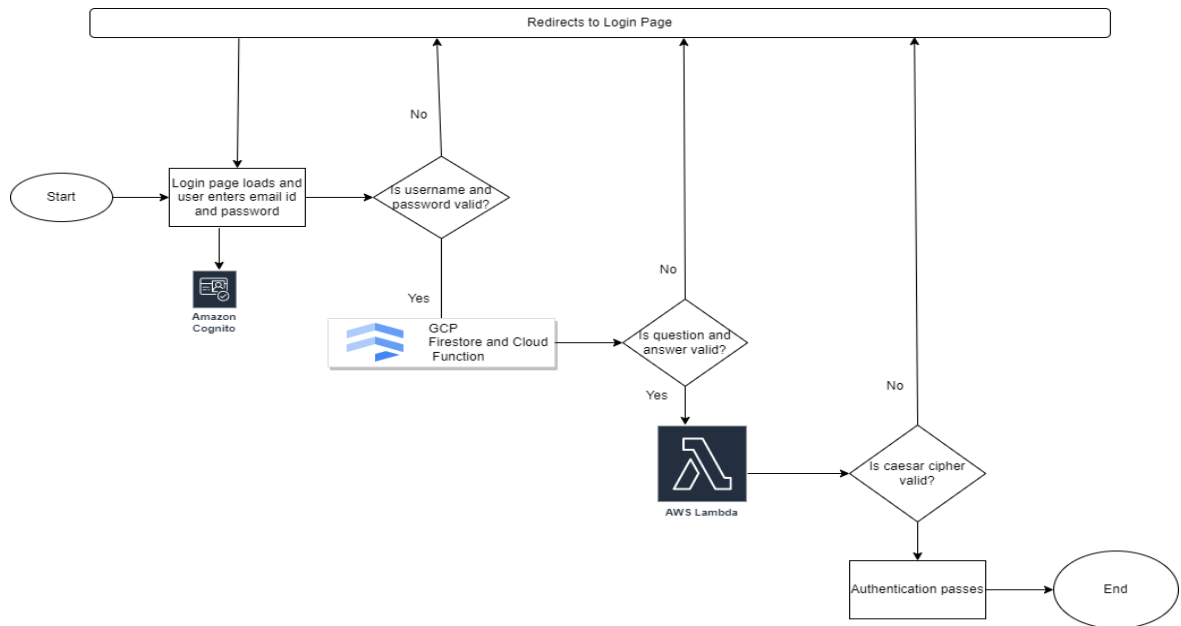 Redirects to Login Page
No
Start
Login page loads and
user enters email id
and password
Is username and
password valid?
Amazon
Cognito
Yes
GCP
Firestore and Cloud
Function
No
Is question and
answer valid?
Yes
AWS Lambda
No
Is caesar cipher
valid?
Authentication passes
End